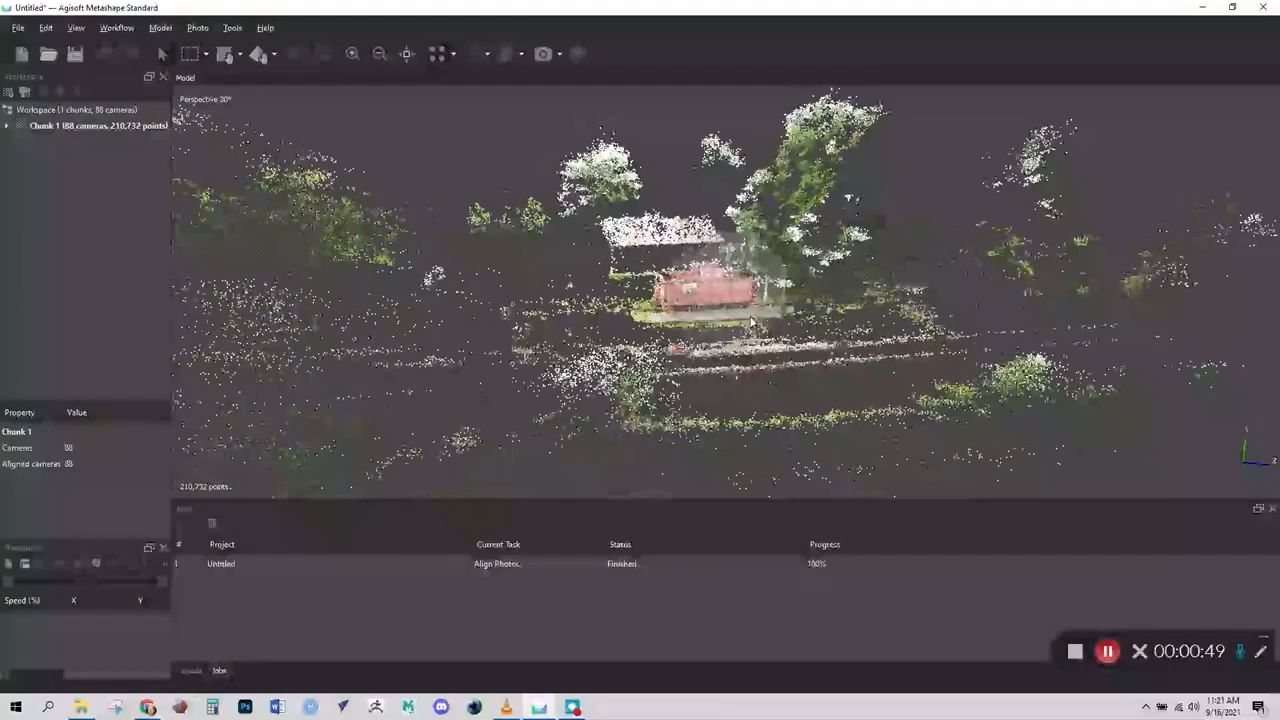 Untitled* — Agisoft Metashape Standard
File Edit View Workflow Model Photo Tools Help
Model
Workspace (1 chunks, 88 cameras)
Chunk 1 (88 cameras, 210,732 points)
Perspective 30°
Property Value
Chunk 1
Cameras 88
Aligned cameras 88
210,732 points
# Project Current Task Status Progress
Untitled Align Photos Finished 100%
Speed (%) X Y
Jobs
00:00:49
11:21 AM
9/16/2021